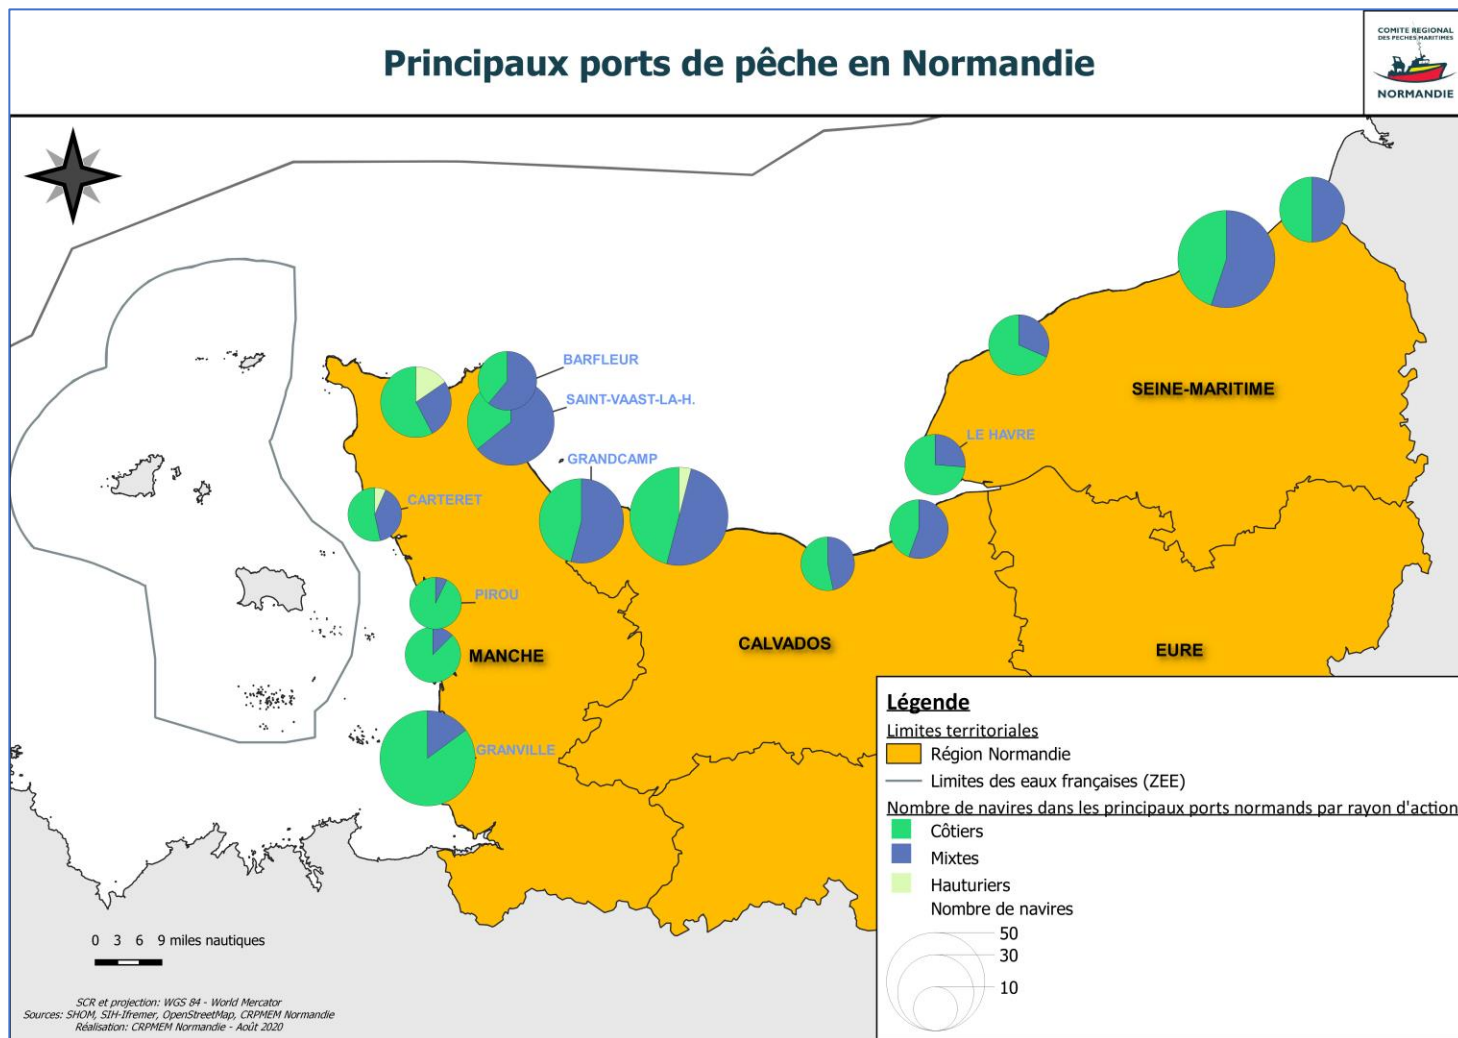 Principaux ports de pêche en Normandie
COMITE REGIONAL
DES PECHES MARITIMES
NORMANDIE
BARFLEUR
SAINT-VAAST-LA-H.
SEINE-MARITIME
LE HAVRE
GRANDCAMP
CARTERET
PIROU
MANCHE
CALVADOS
EURE
GRANVILLE
Légende
Limites territoriales
Région Normandie
Limites des eaux françaises (ZEE)
Nombre de navires dans les principaux ports normands par rayon d'action
Côtiers
Mixtes
Hauturiers
Nombre de navires
50
30
10
0 3 6 9 miles nautiques
SCR et projection: WGS 84 - World Mercator
Sources: SHOM, SIH-Ifremer, OpenStreetMap, CRPMEM Normandie
Réalisation: CRPMEM Normandie - Août 2020